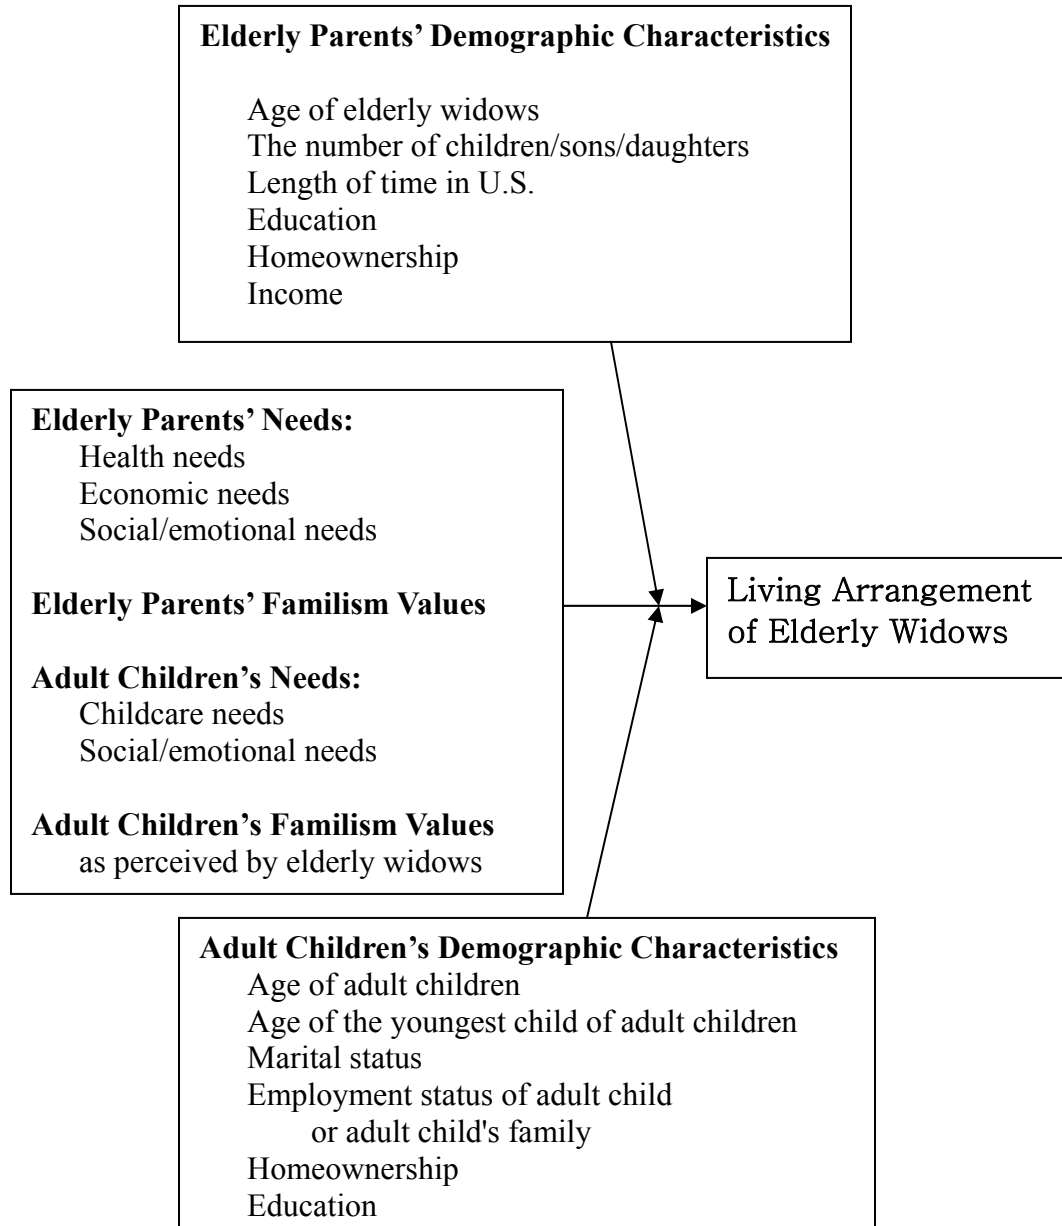 Elderly Parents’ Demographic Characteristics
Age of elderly widows
The number of children/sons/daughters
Length of time in U.S.
Education
Homeownership
Income
Elderly Parents’ Needs:
Health needs
Economic needs
Social/emotional needs
Elderly Parents’ Familism Values
Adult Children’s Needs:
Childcare needs
Social/emotional needs
Adult Children’s Familism Values
as perceived by elderly widows
Living Arrangement
of Elderly Widows
Adult Children’s Demographic Characteristics
Age of adult children
Age of the youngest child of adult children
Marital status
Employment status of adult child
or adult child's family
Homeownership
Education